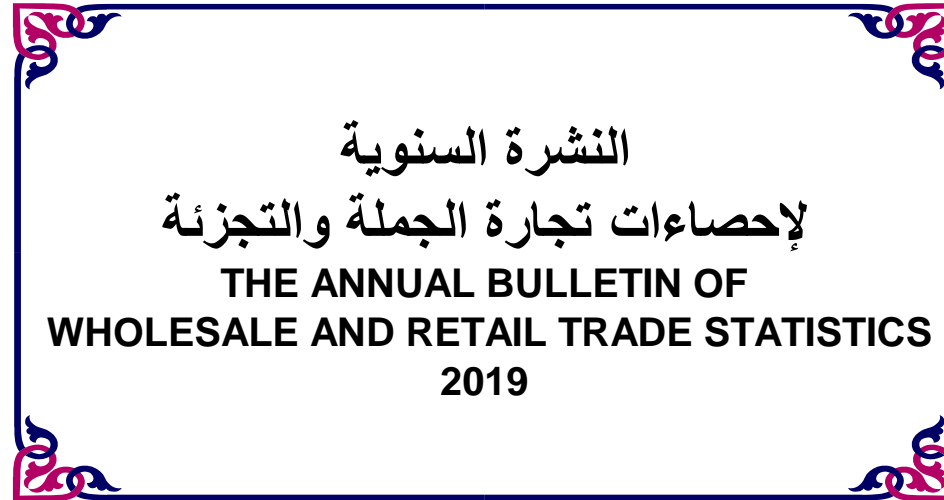 النشرة السنوية
لإحصاءات تجارة الجملة والتجزئة
THE ANNUAL BULLETIN OF
WHOLESALE AND RETAIL TRADE STATISTICS
2019